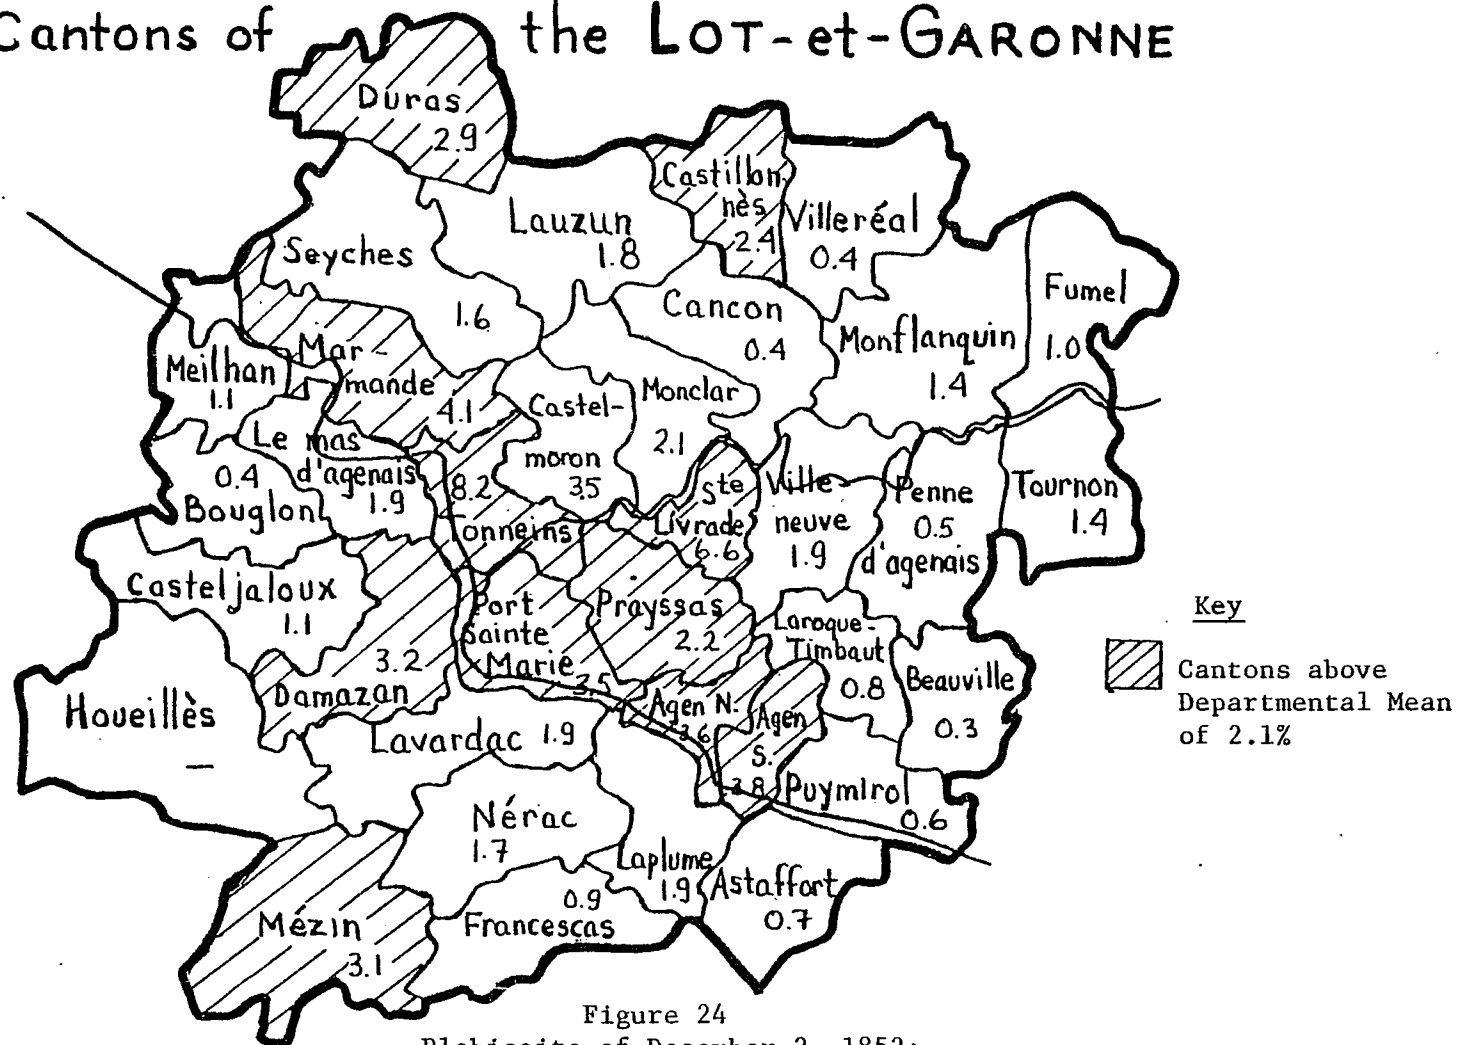 Cantons of the LOT-et-GARONNE
Duras
2.9
Castillon
nès
2.4
Villeréal
0.4
Lauzun
1.8
Seyches
1.6
Cancon
0.4
Fumel
1.0
Monflanquin
1.4
Meilhan
1.1
Mar-
mande
4.1
Castel-
moron
35
Monclar
2.1
Le mas
d'agenais
1.9
0.4
Bouglon
8.2
Tonneins
Ste
Livrade
6.6
Ville-
neuve
1.9
Penne
0.5
d'agenais
Tournon
1.4
Casteljaloux
1.1
Port
Sainte
Marie
3.5
Prayssas
2.2
Laroque-
Timbaut
0.8
Beauville
0.3
Key
Cantons above
Departmental Mean
of 2.1%
3.2
Damazan
Houeillès
—
Lavardac 1.9
Agen N.
3.6
Agen
S.
3.8
Puymirol
0.6
Nérac
1.7
Laplume
1.9
Astaffort
0.7
Mézin
3.1
0.9
Francescas
Figure 24
Plebiscite of December 2, 1852: